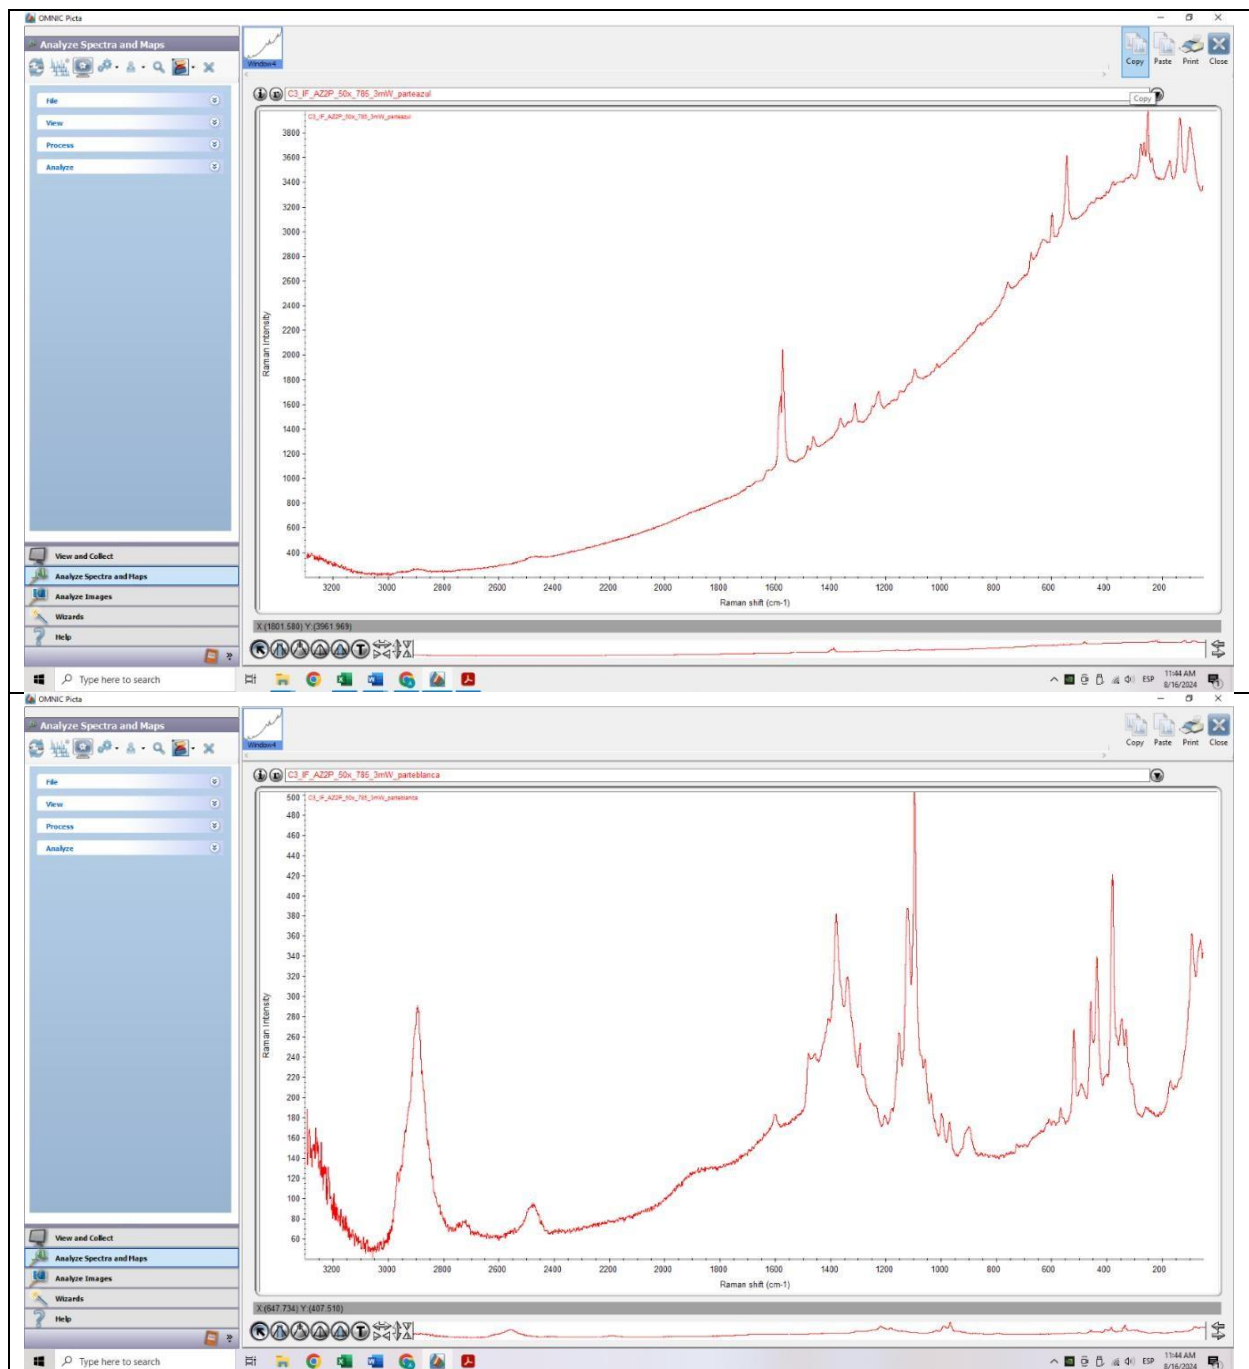 OMNIC Picta
Analyze Spectra and Maps
File
View
Process
Analyze
View and Collect
Analyze Spectra and Maps
Analyze Images
Wizards
Help
Window4
Copy Paste Print Close
C3_IF_AZ2P_50x_785_3mW_parteazul
Copy
C3_IF_AZ2P_50x_785_3mW_parteazul
3800
3600
3400
3200
3000
2800
2600
2400
2200
2000
1800
1600
1400
1200
1000
800
600
400
Raman Intensity
3200 3000 2800 2600 2400 2200 2000 1800 1600 1400 1200 1000 800 600 400 200
Raman shift (cm-1)
X:(1801.580) Y:(3961.969)
Type here to search
ESP
11:44 AM
8/16/2024
OMNIC Picta
Analyze Spectra and Maps
File
View
Process
Analyze
View and Collect
Analyze Spectra and Maps
Analyze Images
Wizards
Help
Window4
Copy Paste Print Close
C3_IF_AZ2P_50x_785_3mW_parteblanca
C3_IF_AZ2P_50x_785_3mW_parteblanca
500
480
460
440
420
400
380
360
340
320
300
280
260
240
220
200
180
160
140
120
100
80
60
Raman Intensity
3200 3000 2800 2600 2400 2200 2000 1800 1600 1400 1200 1000 800 600 400 200
Raman shift (cm-1)
X:(647.734) Y:(407.510)
Type here to search
ESP
11:44 AM
8/16/2024